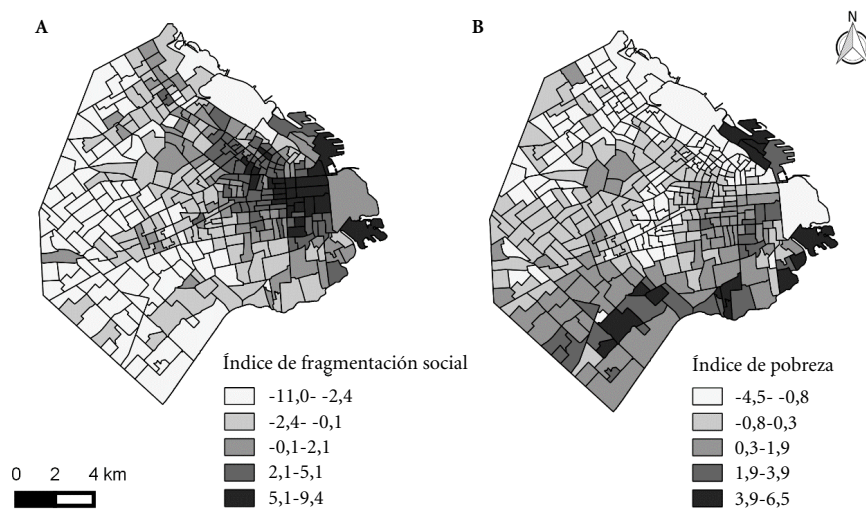 A
B
N
Índice de fragmentación social
-11,0- -2,4
-2,4- -0,1
-0,1-2,1
2,1-5,1
5,1-9,4
Índice de pobreza
-4,5- -0,8
-0,8-0,3
0,3-1,9
1,9-3,9
3,9-6,5
0 2 4 km